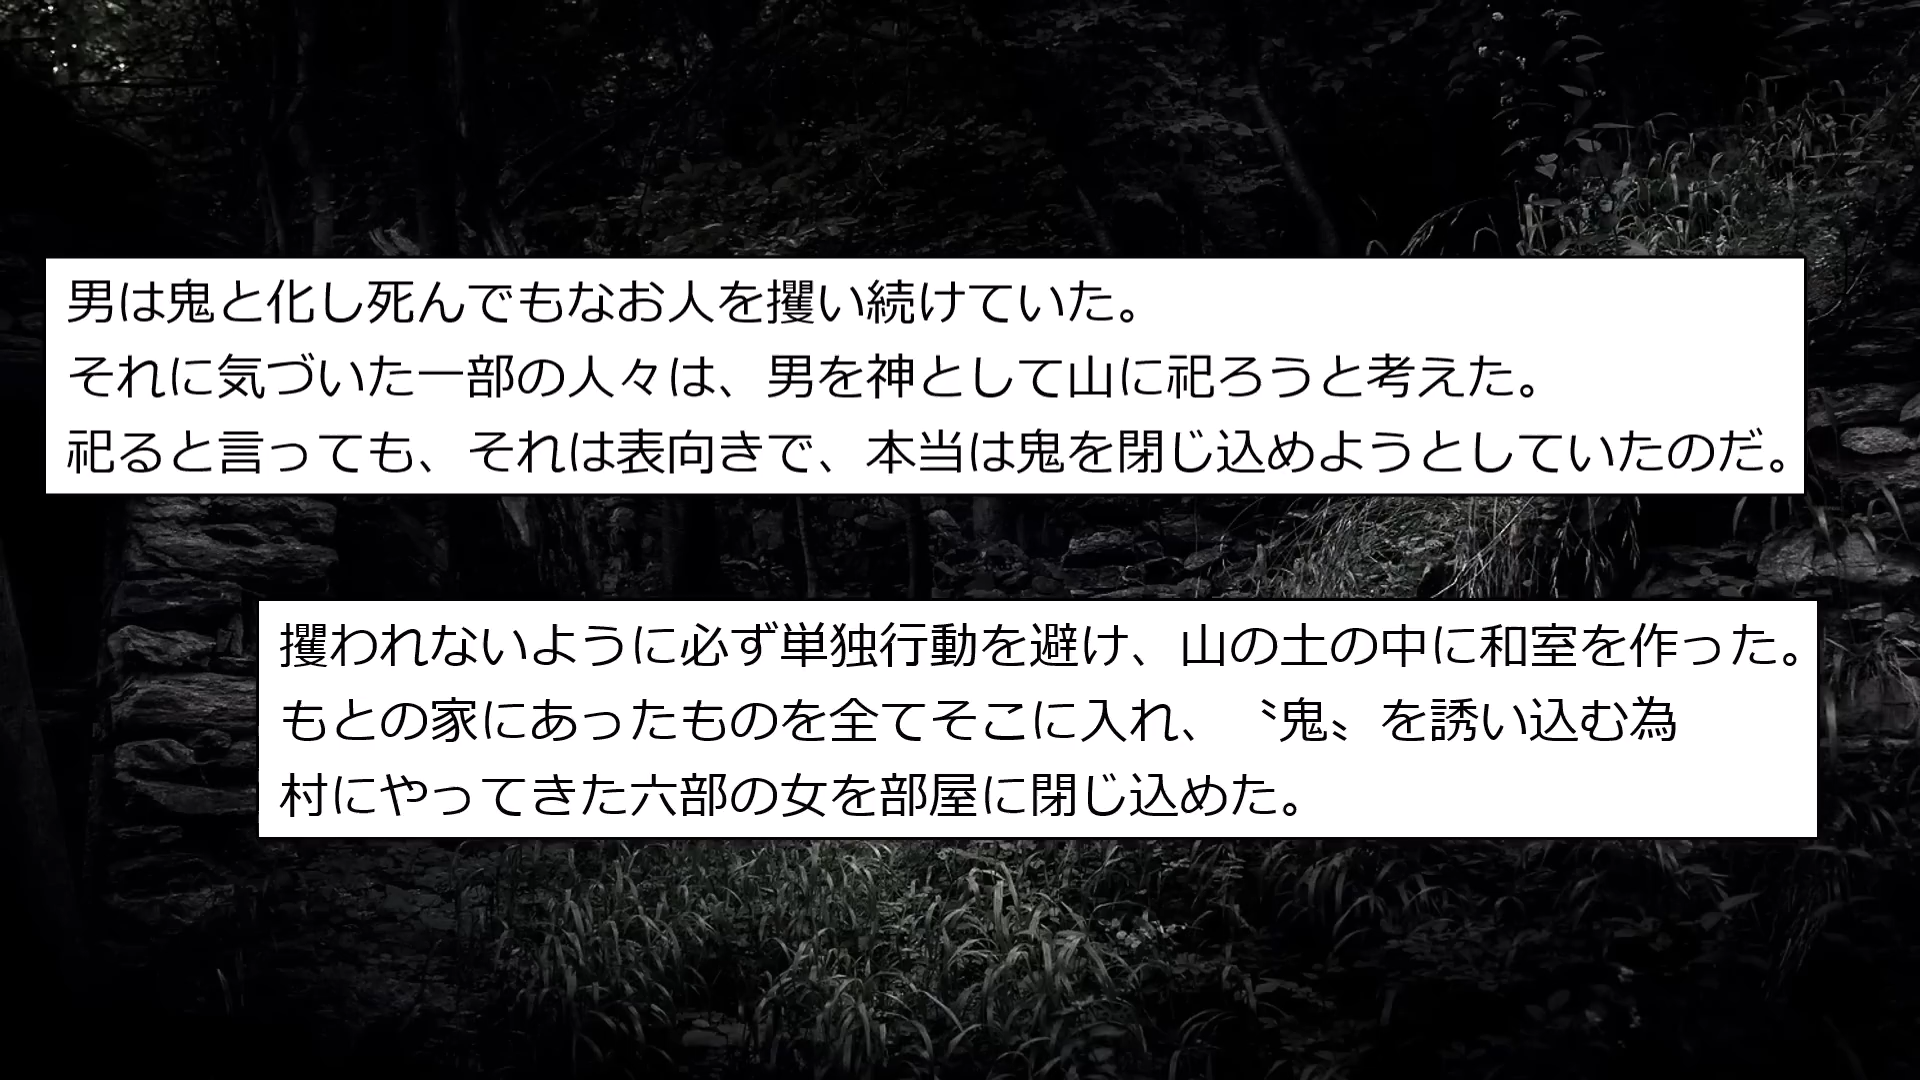 男は鬼と化し死んでもなお人を攫い続けていた。
それに気づいた一部の人々は、男を神として山に祀ろうと考えた。
祀ると言っても、それは表向きで、本当は鬼を閉じ込めようとしていたのだ。
攫われないように必ず単独行動を避け、山の土の中に和室を作った。
もとの家にあったものを全てそこに入れ、〝鬼〟を誘い込む為
村にやってきた六部の女を部屋に閉じ込めた。